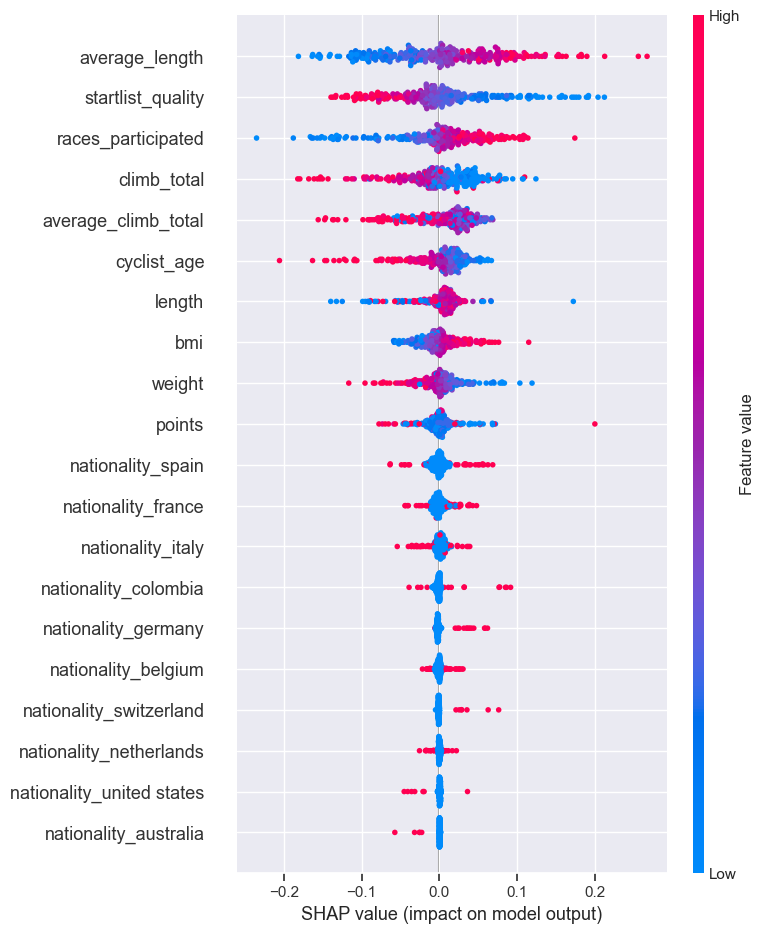 High
average_length
startlist_quality
races_participated
climb_total
average_climb_total
cyclist_age
length
bmi
weight
points
nationality_spain
nationality_france
nationality_italy
nationality_colombia
nationality_germany
nationality_belgium
nationality_switzerland
nationality_netherlands
nationality_united states
nationality_australia
Feature value
Low
−0.2 −0.1 0.0 0.1 0.2
SHAP value (impact on model output)